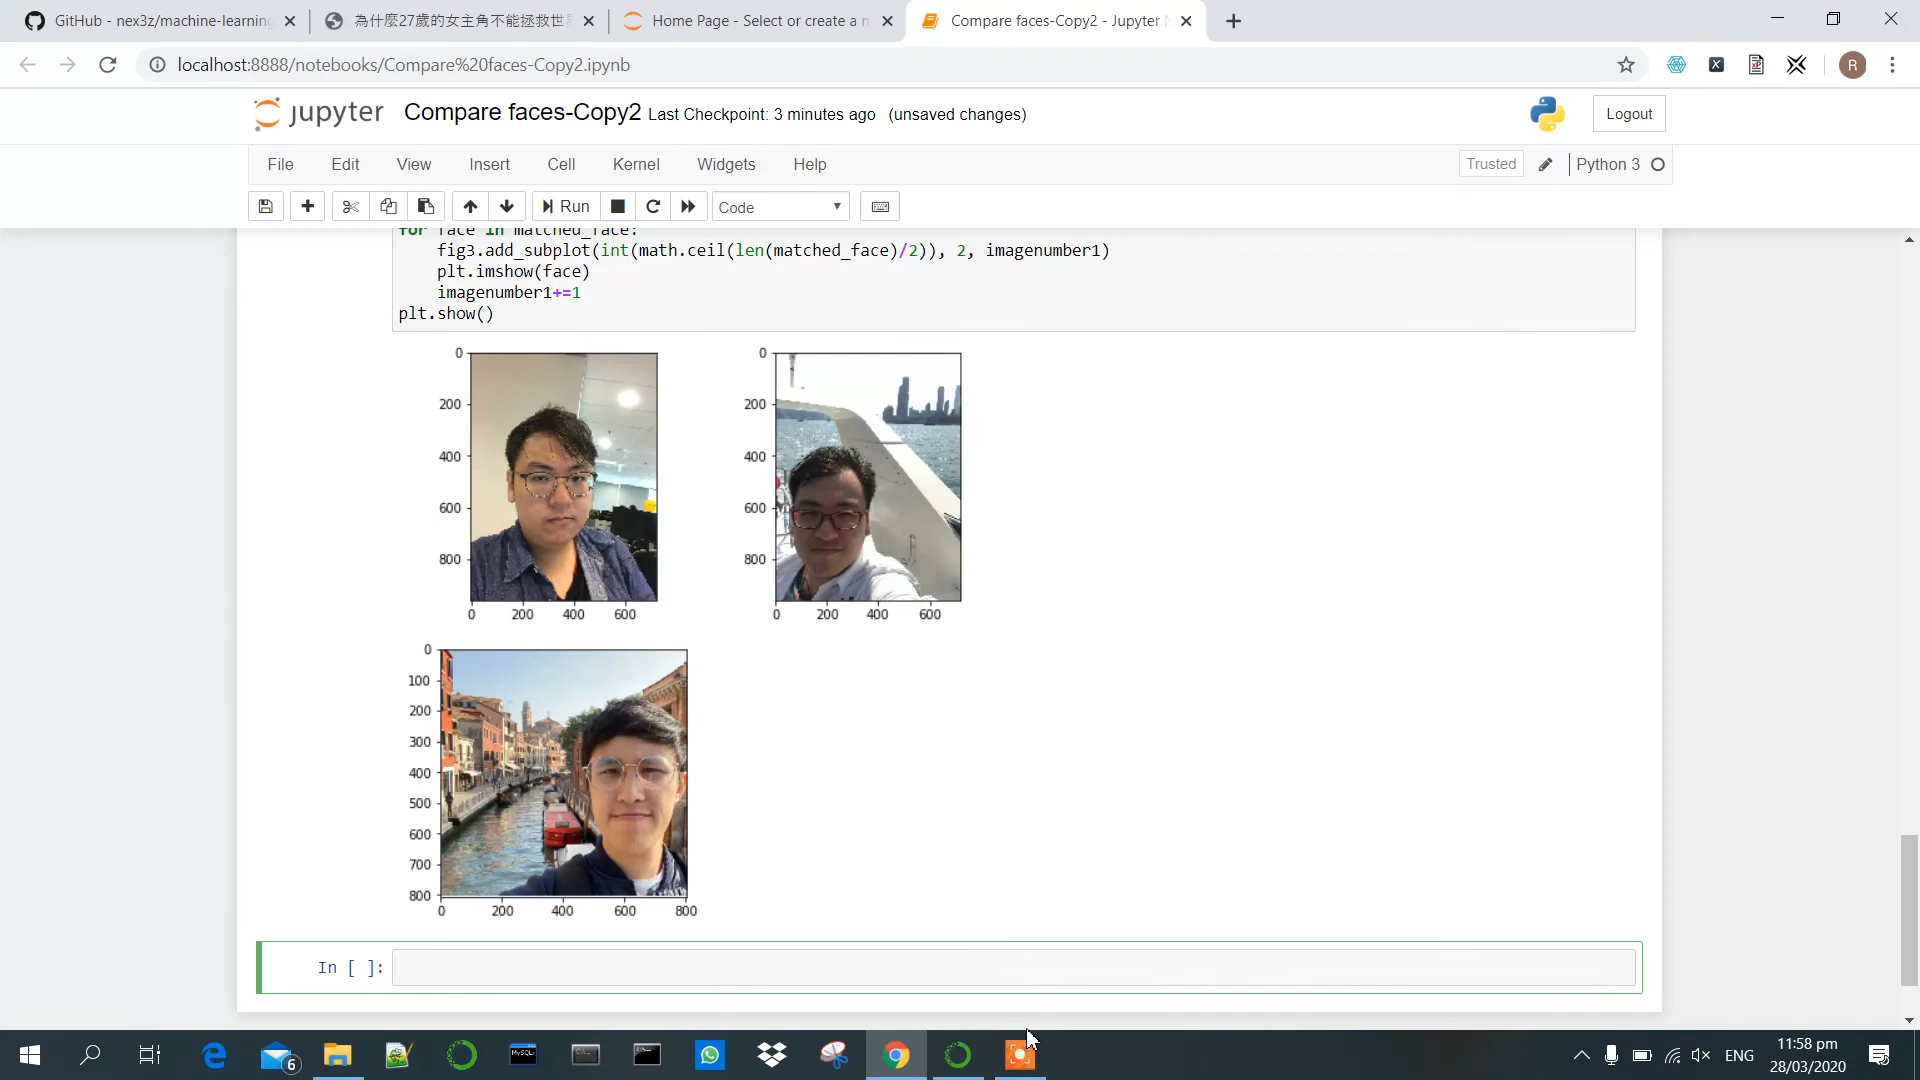 GitHub - nex3z/machine-learning
為什麼27歲的女主角不能拯救世界
Home Page - Select or create a n
Compare faces-Copy2 - Jupyter N
localhost:8888/notebooks/Compare%20faces-Copy2.ipynb
R
jupyter
Compare faces-Copy2 Last Checkpoint: 3 minutes ago (unsaved changes)
Logout
File Edit View Insert Cell Kernel Widgets Help
Trusted
Python 3
Run
Code
for face in matched_face:
fig3.add_subplot(int(math.ceil(len(matched_face)/2)), 2, imagenumber1)
plt.imshow(face)
imagenumber1+=1
plt.show()
0
200
400
600
800
0 200 400 600
0
200
400
600
800
0 200 400 600
0
100
200
300
400
500
600
700
800
0 200 400 600 800
In [ ]:
6
MySQL
ENG
11:58 pm
28/03/2020